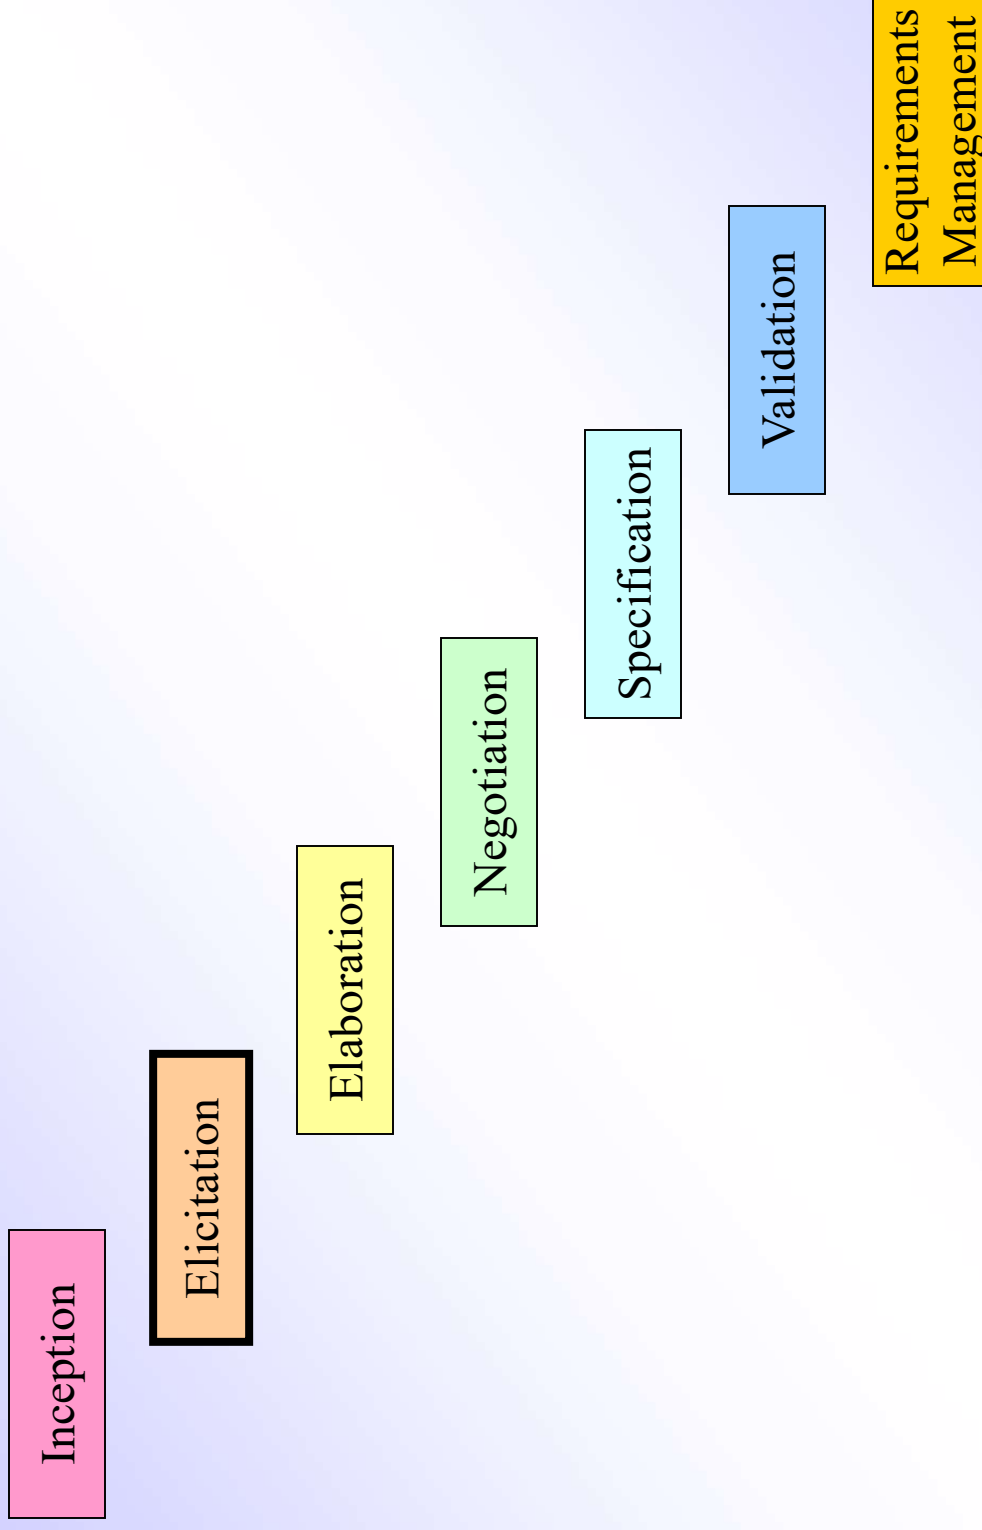 Inception
Elicitation
Elaboration
Negotiation
Specification
Validation
Requirements
Management